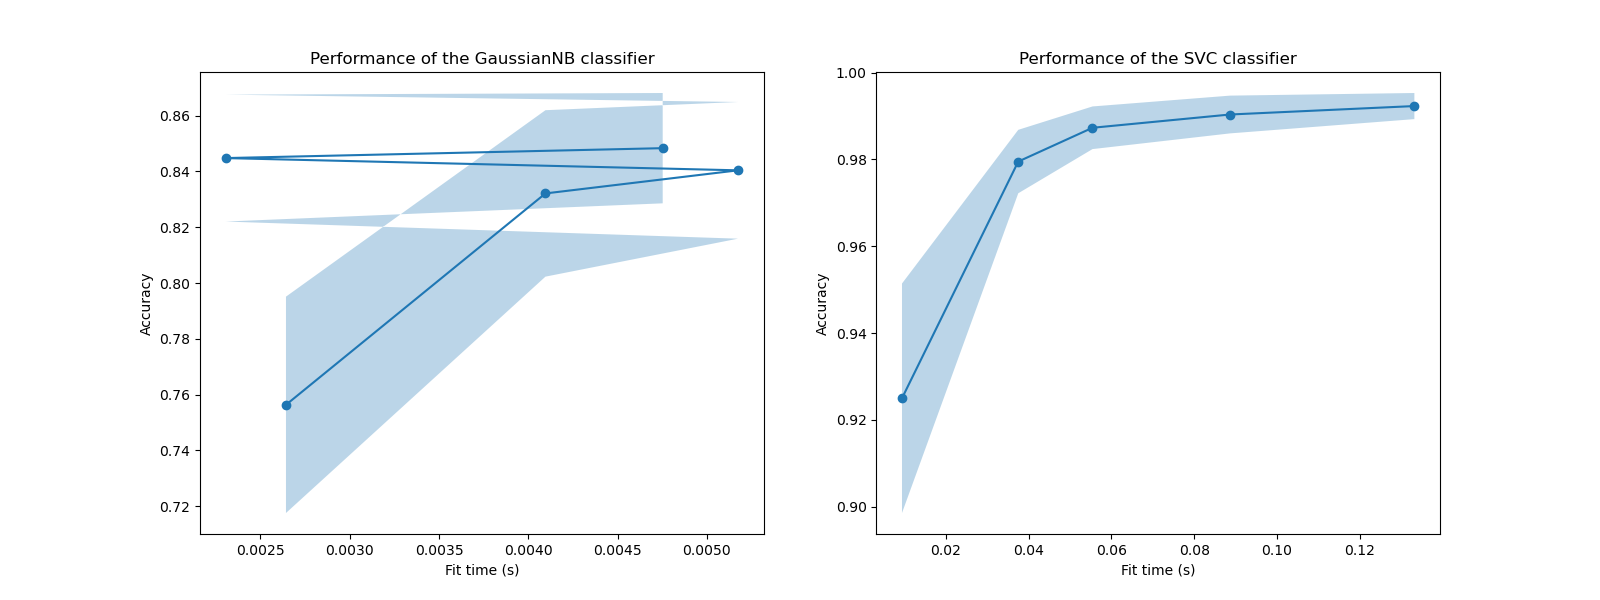 Performance of the GaussianNB classifier
Accuracy
0.86
0.84
0.82
0.80
0.78
0.76
0.74
0.72
0.0025 0.0030 0.0035 0.0040 0.0045 0.0050
Fit time (s)
Performance of the SVC classifier
Accuracy
1.00
0.98
0.96
0.94
0.92
0.90
0.02 0.04 0.06 0.08 0.10 0.12
Fit time (s)